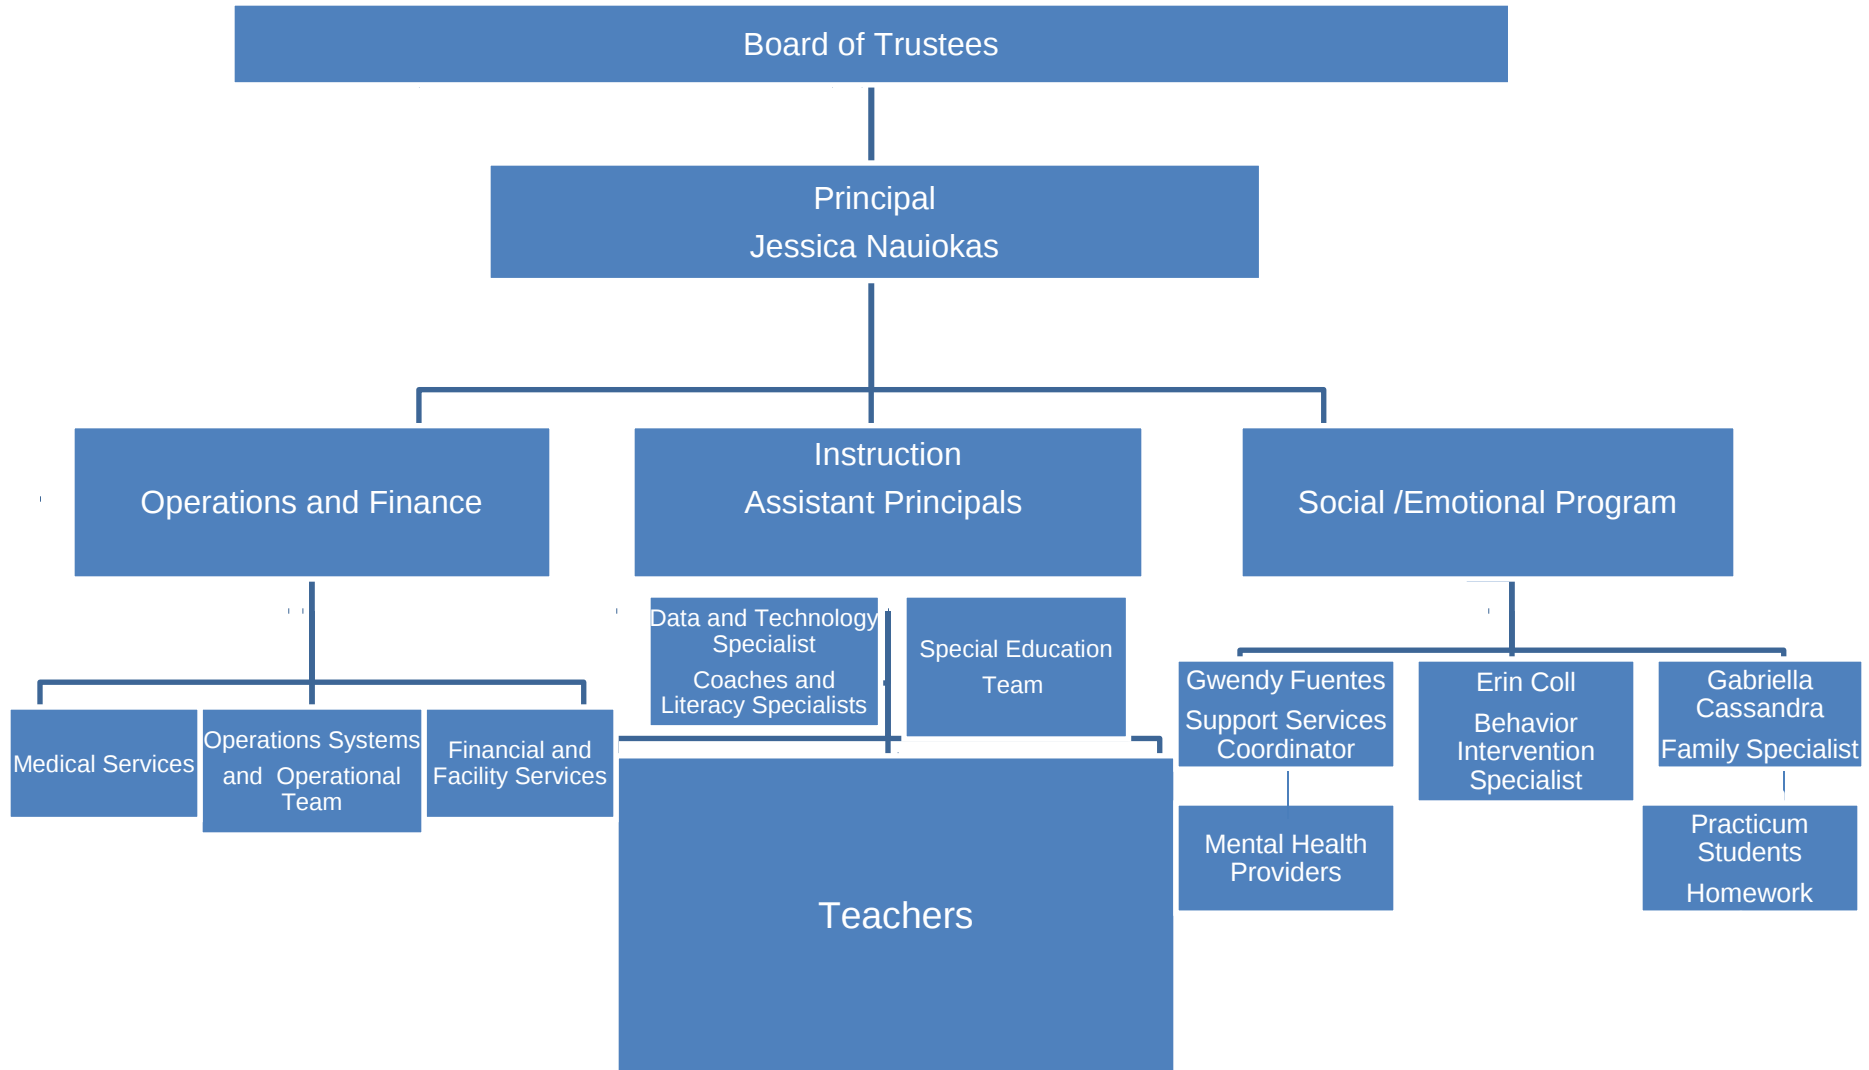 Board of Trustees
Principal
Jessica Nauiokas
Operations and Finance
Instruction
Assistant Principals
Social /Emotional Program
Data and Technology
Specialist
Coaches and
Literacy Specialists
Special Education
Team
Medical Services
Operations Systems
and  Operational
Team
Financial and
Facility Services
Teachers
Gwendy Fuentes
Support Services
Coordinator
Erin Coll
Behavior
Intervention
Specialist
Gabriella
Cassandra
Family Specialist
Mental Health
Providers
Practicum
Students
Homework